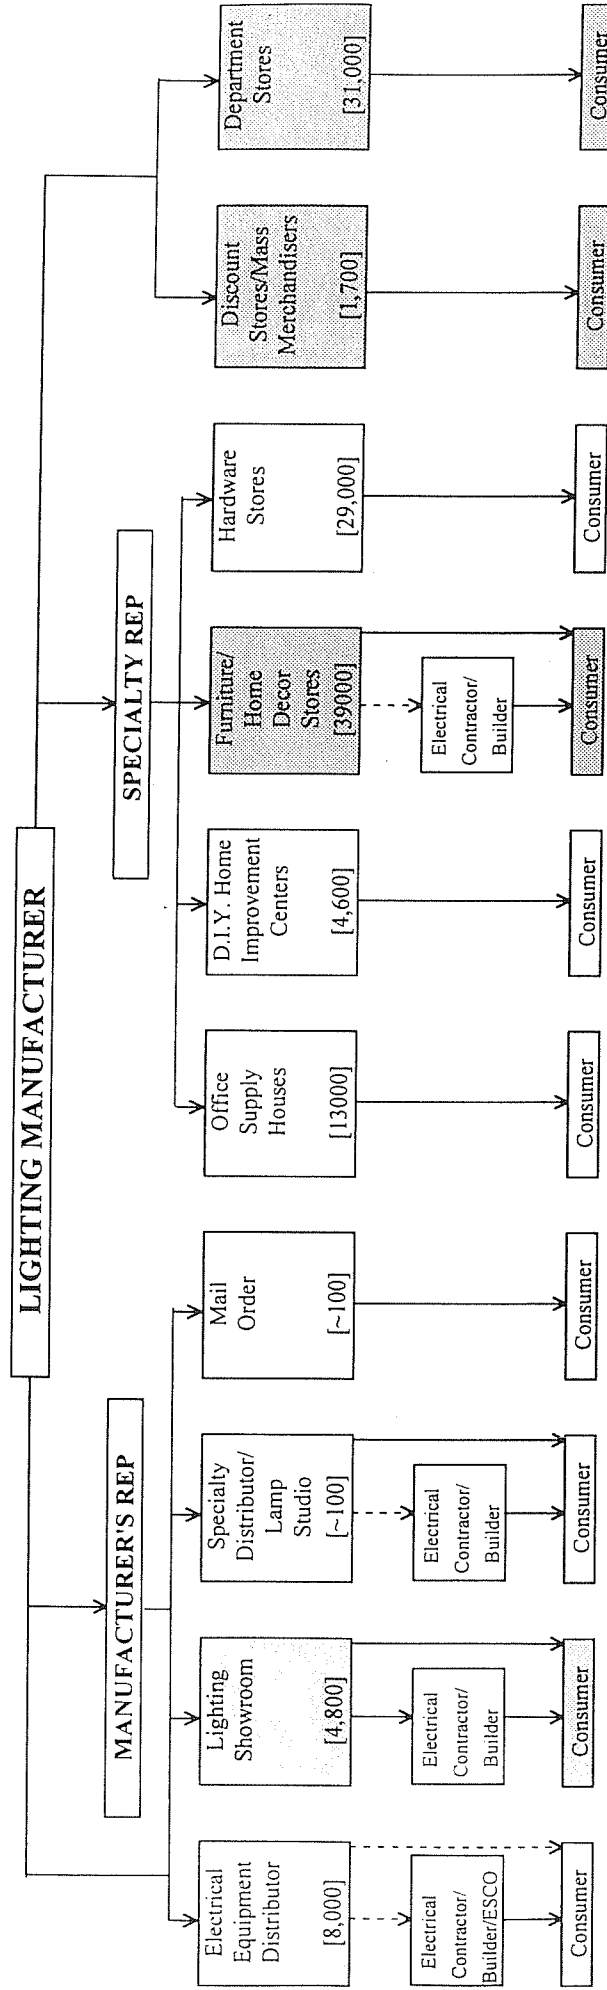 LIGHTING MANUFACTURER
MANUFACTURER'S REP
SPECIALTY REP
Electrical
Equipment
Distributor
[8,000]
Lighting
Showroom
[4,800]
Specialty
Distributor/
Lamp
Studio
[~100]
Mail
Order
[~100]
Office
Supply
Houses
[13000]
D.I.Y. Home
Improvement
Centers
[4,600]
Furniture/
Home
Decor
Stores
[39000]
Hardware
Stores
[29,000]
Discount
Stores/Mass
Merchandisers
[1,700]
Department
Stores
[31,000]
Electrical
Contractor/
Builder/ESCO
Electrical
Contractor/
Builder
Electrical
Contractor/
Builder
Electrical
Contractor/
Builder
Consumer
Consumer
Consumer
Consumer
Consumer
Consumer
Consumer
Consumer
Consumer
Consumer